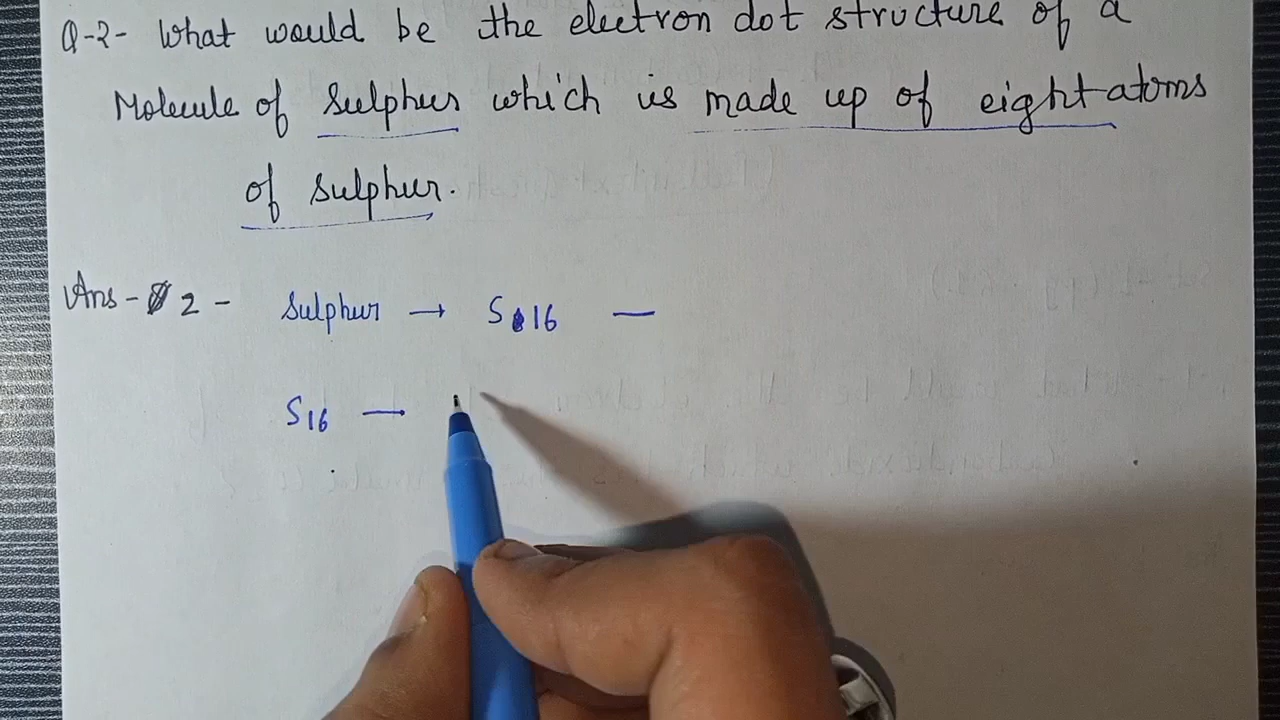 Q-2- What would be the electron dot structure of a
Molecule of Sulphur which is made up of eight atoms
of Sulphur.
Ans - 2 - Sulphur → S 16 —
S16 —